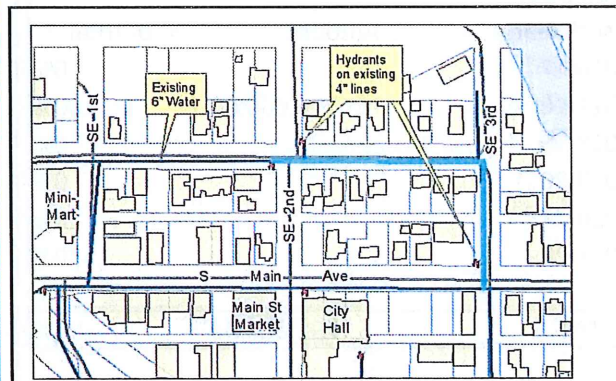 Hydrants
on existing
4" lines
Existing
6" Water
SE 1st
SE 3rd
Mini-
Mart
SE 2nd
S Main Ave
Main St
Market
City
Hall